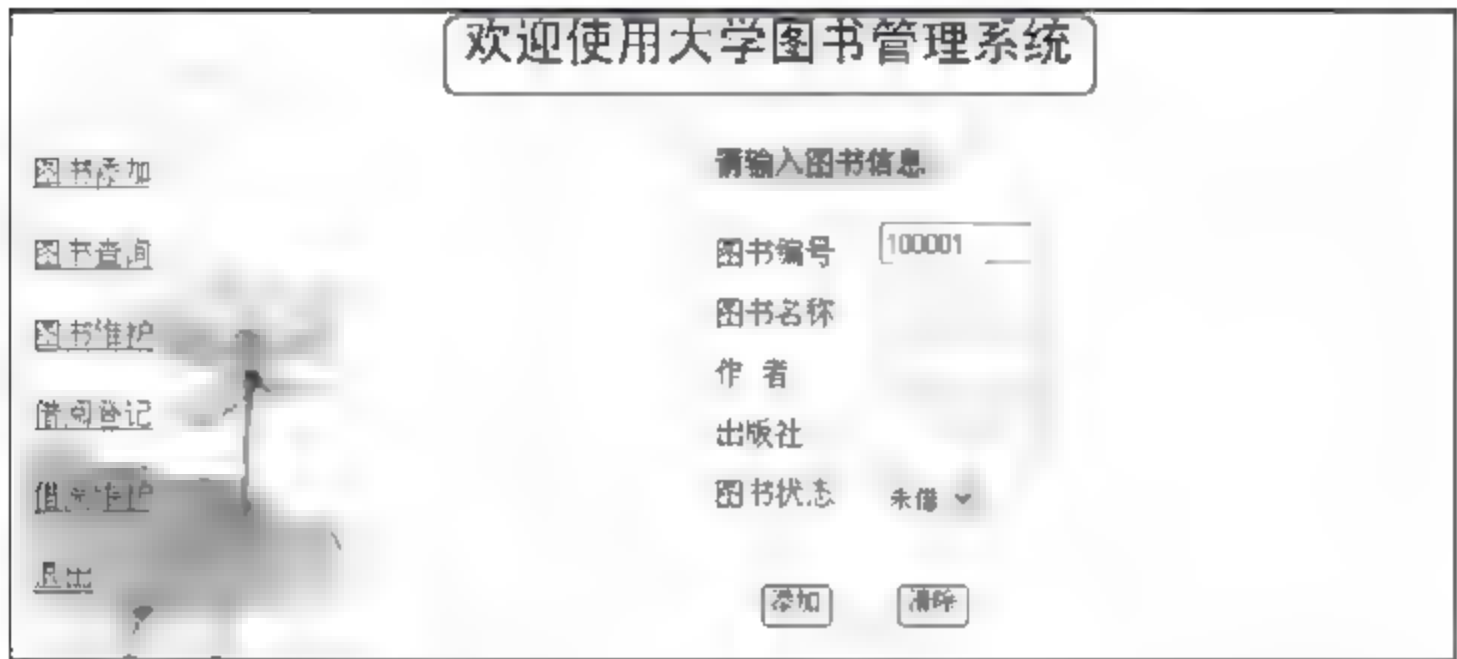 欢迎使用大学图书管理系统
图书添加
图书查询
图书维护
借阅登记
借阅维护
退出
请输入图书信息
图书编号 100001
图书名称
作 者
出版社
图书状态 未借
添加 清除